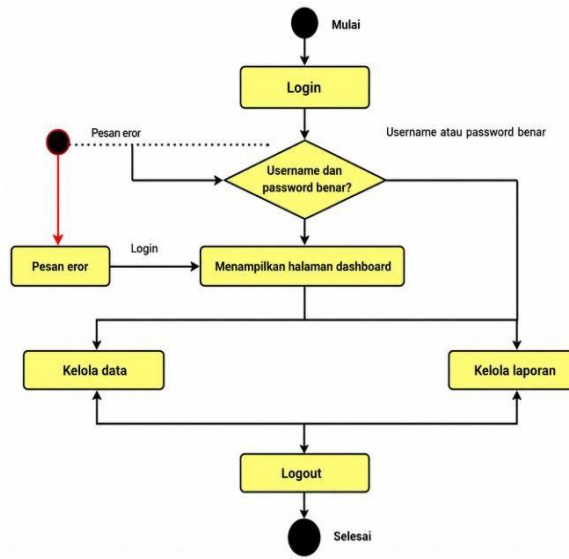 Mulai
Login
Pesan eror
Username atau password benar
Username dan
password benar?
Pesan eror
Login
Menampilkan halaman dashboard
Kelola data
Kelola laporan
Logout
Selesai